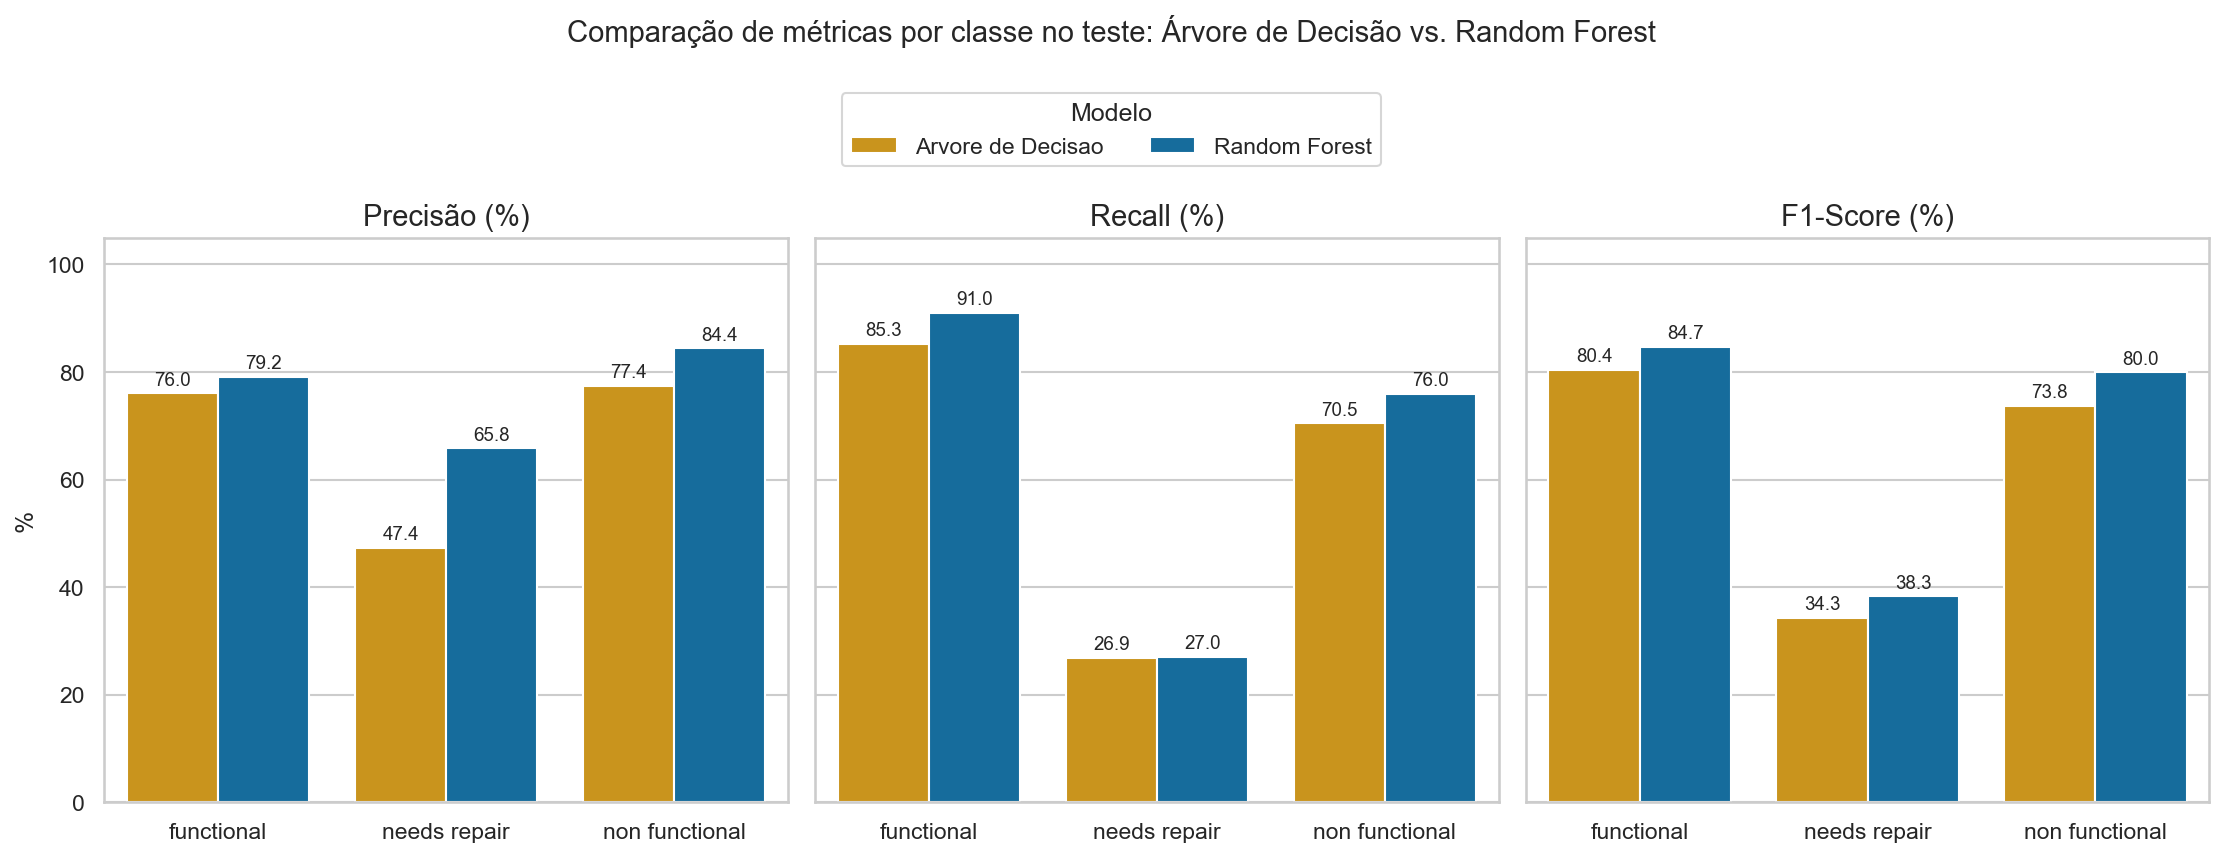 Comparação de métricas por classe no teste: Árvore de Decisão vs. Random Forest
Modelo
Arvore de Decisao Random Forest
Precisão (%)
%
100
80
60
40
20
0
76.0 79.2
47.4 65.8
77.4 84.4
functional needs repair non functional
Recall (%)
85.3 91.0
26.9 27.0
70.5 76.0
functional needs repair non functional
F1-Score (%)
80.4 84.7
34.3 38.3
73.8 80.0
functional needs repair non functional